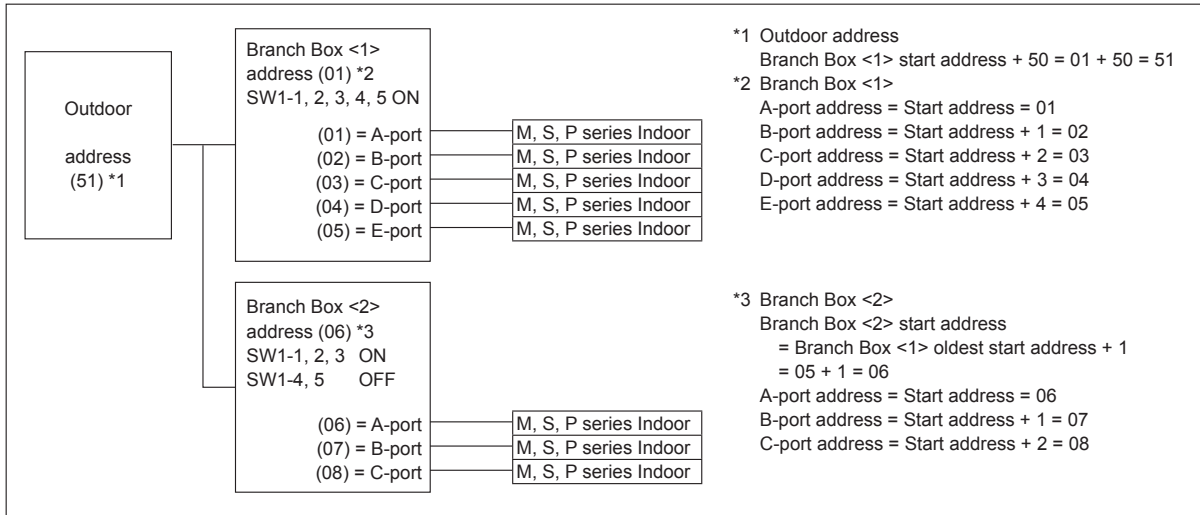 Outdoor
address
(51) *1
Branch Box <1>
address (01) *2
SW1-1, 2, 3, 4, 5 ON
(01) = A-port
M, S, P series Indoor
(02) = B-port
M, S, P series Indoor
(03) = C-port
M, S, P series Indoor
(04) = D-port
M, S, P series Indoor
(05) = E-port
M, S, P series Indoor
*1 Outdoor address
Branch Box <1> start address + 50 = 01 + 50 = 51
*2 Branch Box <1>
A-port address = Start address = 01
B-port address = Start address + 1 = 02
C-port address = Start address + 2 = 03
D-port address = Start address + 3 = 04
E-port address = Start address + 4 = 05
Branch Box <2>
address (06) *3
SW1-1, 2, 3 ON
SW1-4, 5 OFF
(06) = A-port
M, S, P series Indoor
(07) = B-port
M, S, P series Indoor
(08) = C-port
M, S, P series Indoor
*3 Branch Box <2>
Branch Box <2> start address
= Branch Box <1> oldest start address + 1
= 05 + 1 = 06
A-port address = Start address = 06
B-port address = Start address + 1 = 07
C-port address = Start address + 2 = 08